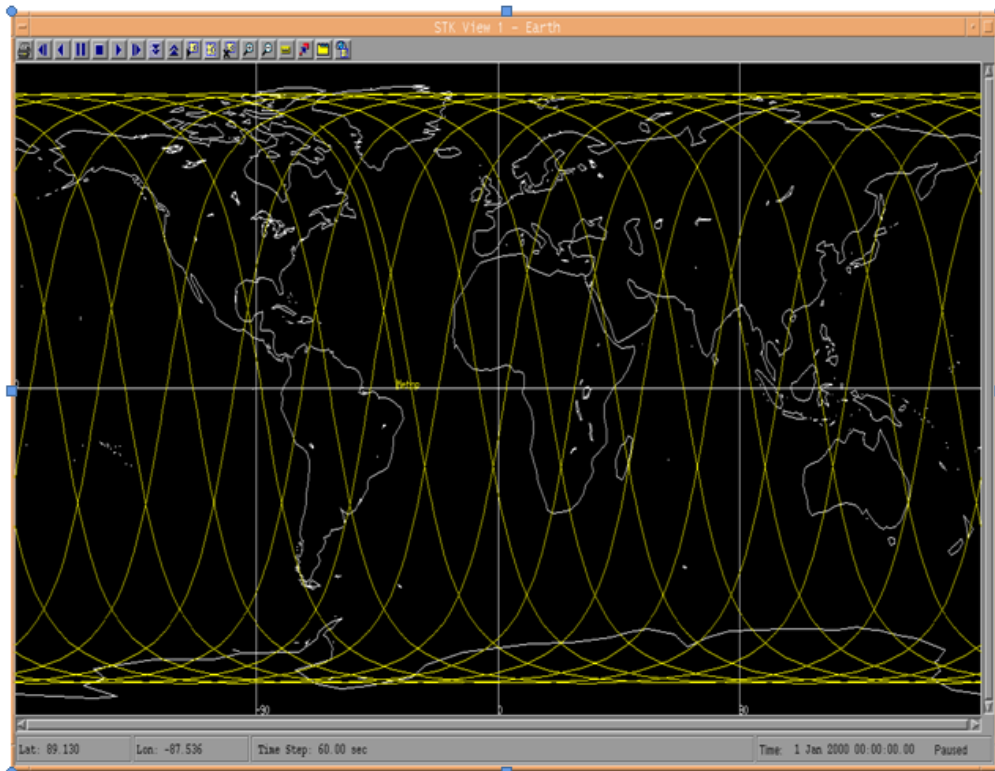 STK View 1 - Earth
Metro
-90
0
90
Lat: 89.130
Lon: -87.536
Time Step: 60.00 sec
Time: 1 Jan 2000 00:00:00.00
Paused